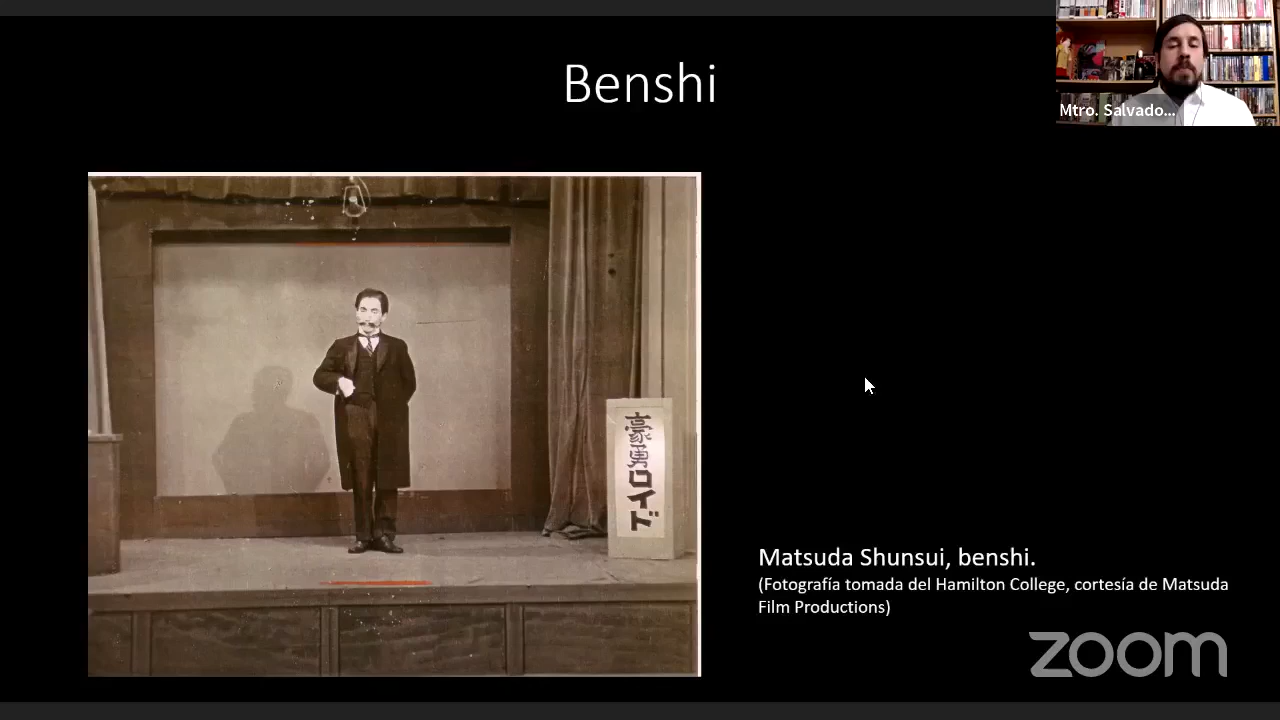 Benshi
Mtro. Salvado...
豪勇ロイド
Matsuda Shunsui, benshi.
(Fotografía tomada del Hamilton College, cortesía de Matsuda
Film Productions)
zoom